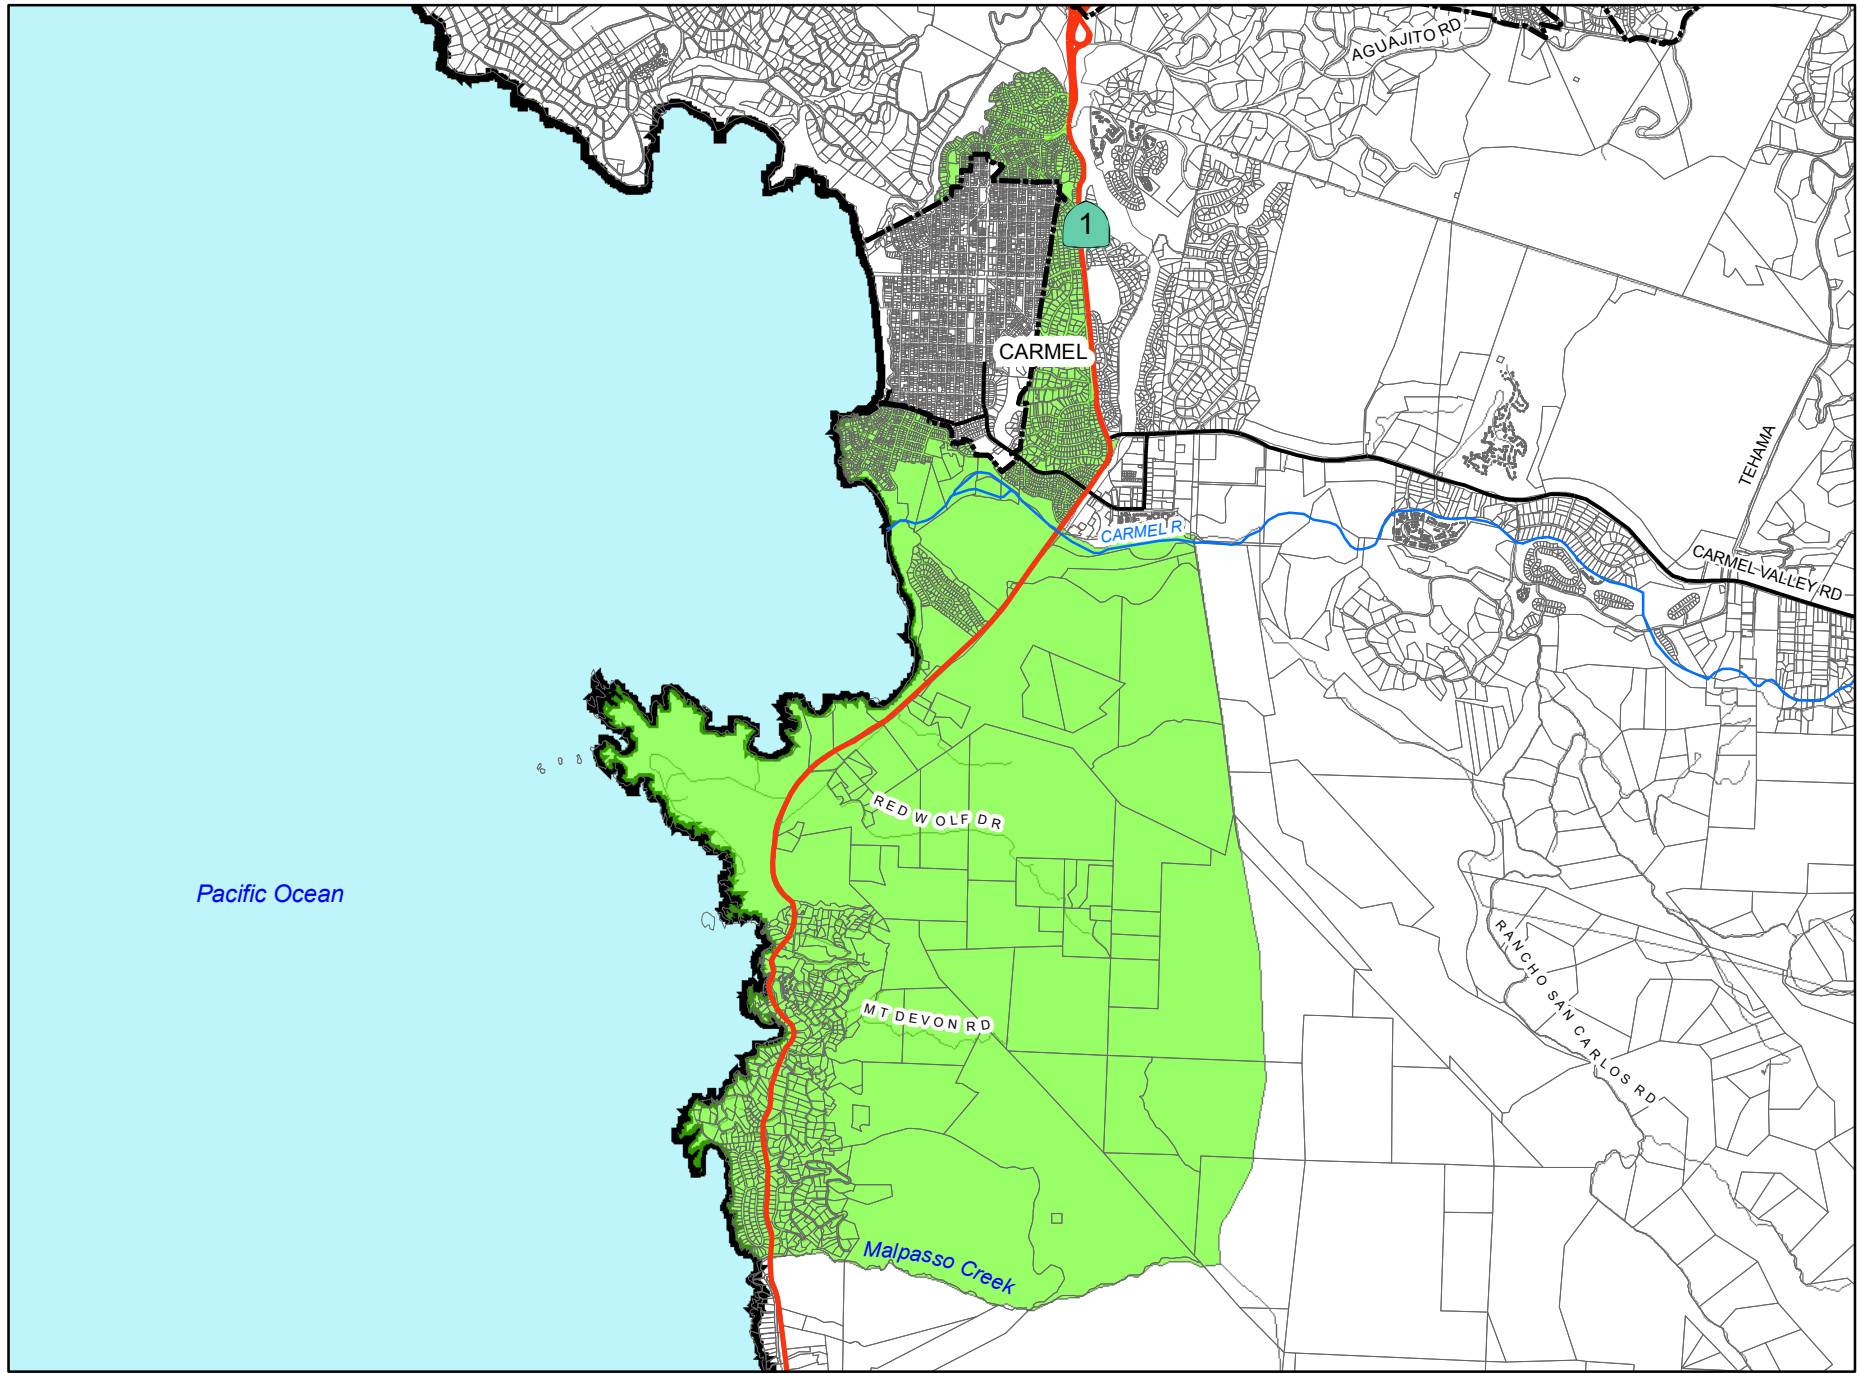 AGUAJITO RD
1
CARMEL
TEHAMA
CARMEL R
CARMEL VALLEY RD
RED WOLF DR
Pacific Ocean
RANCHO SAN CARLOS RD
MT DEVON RD
Malpasso Creek